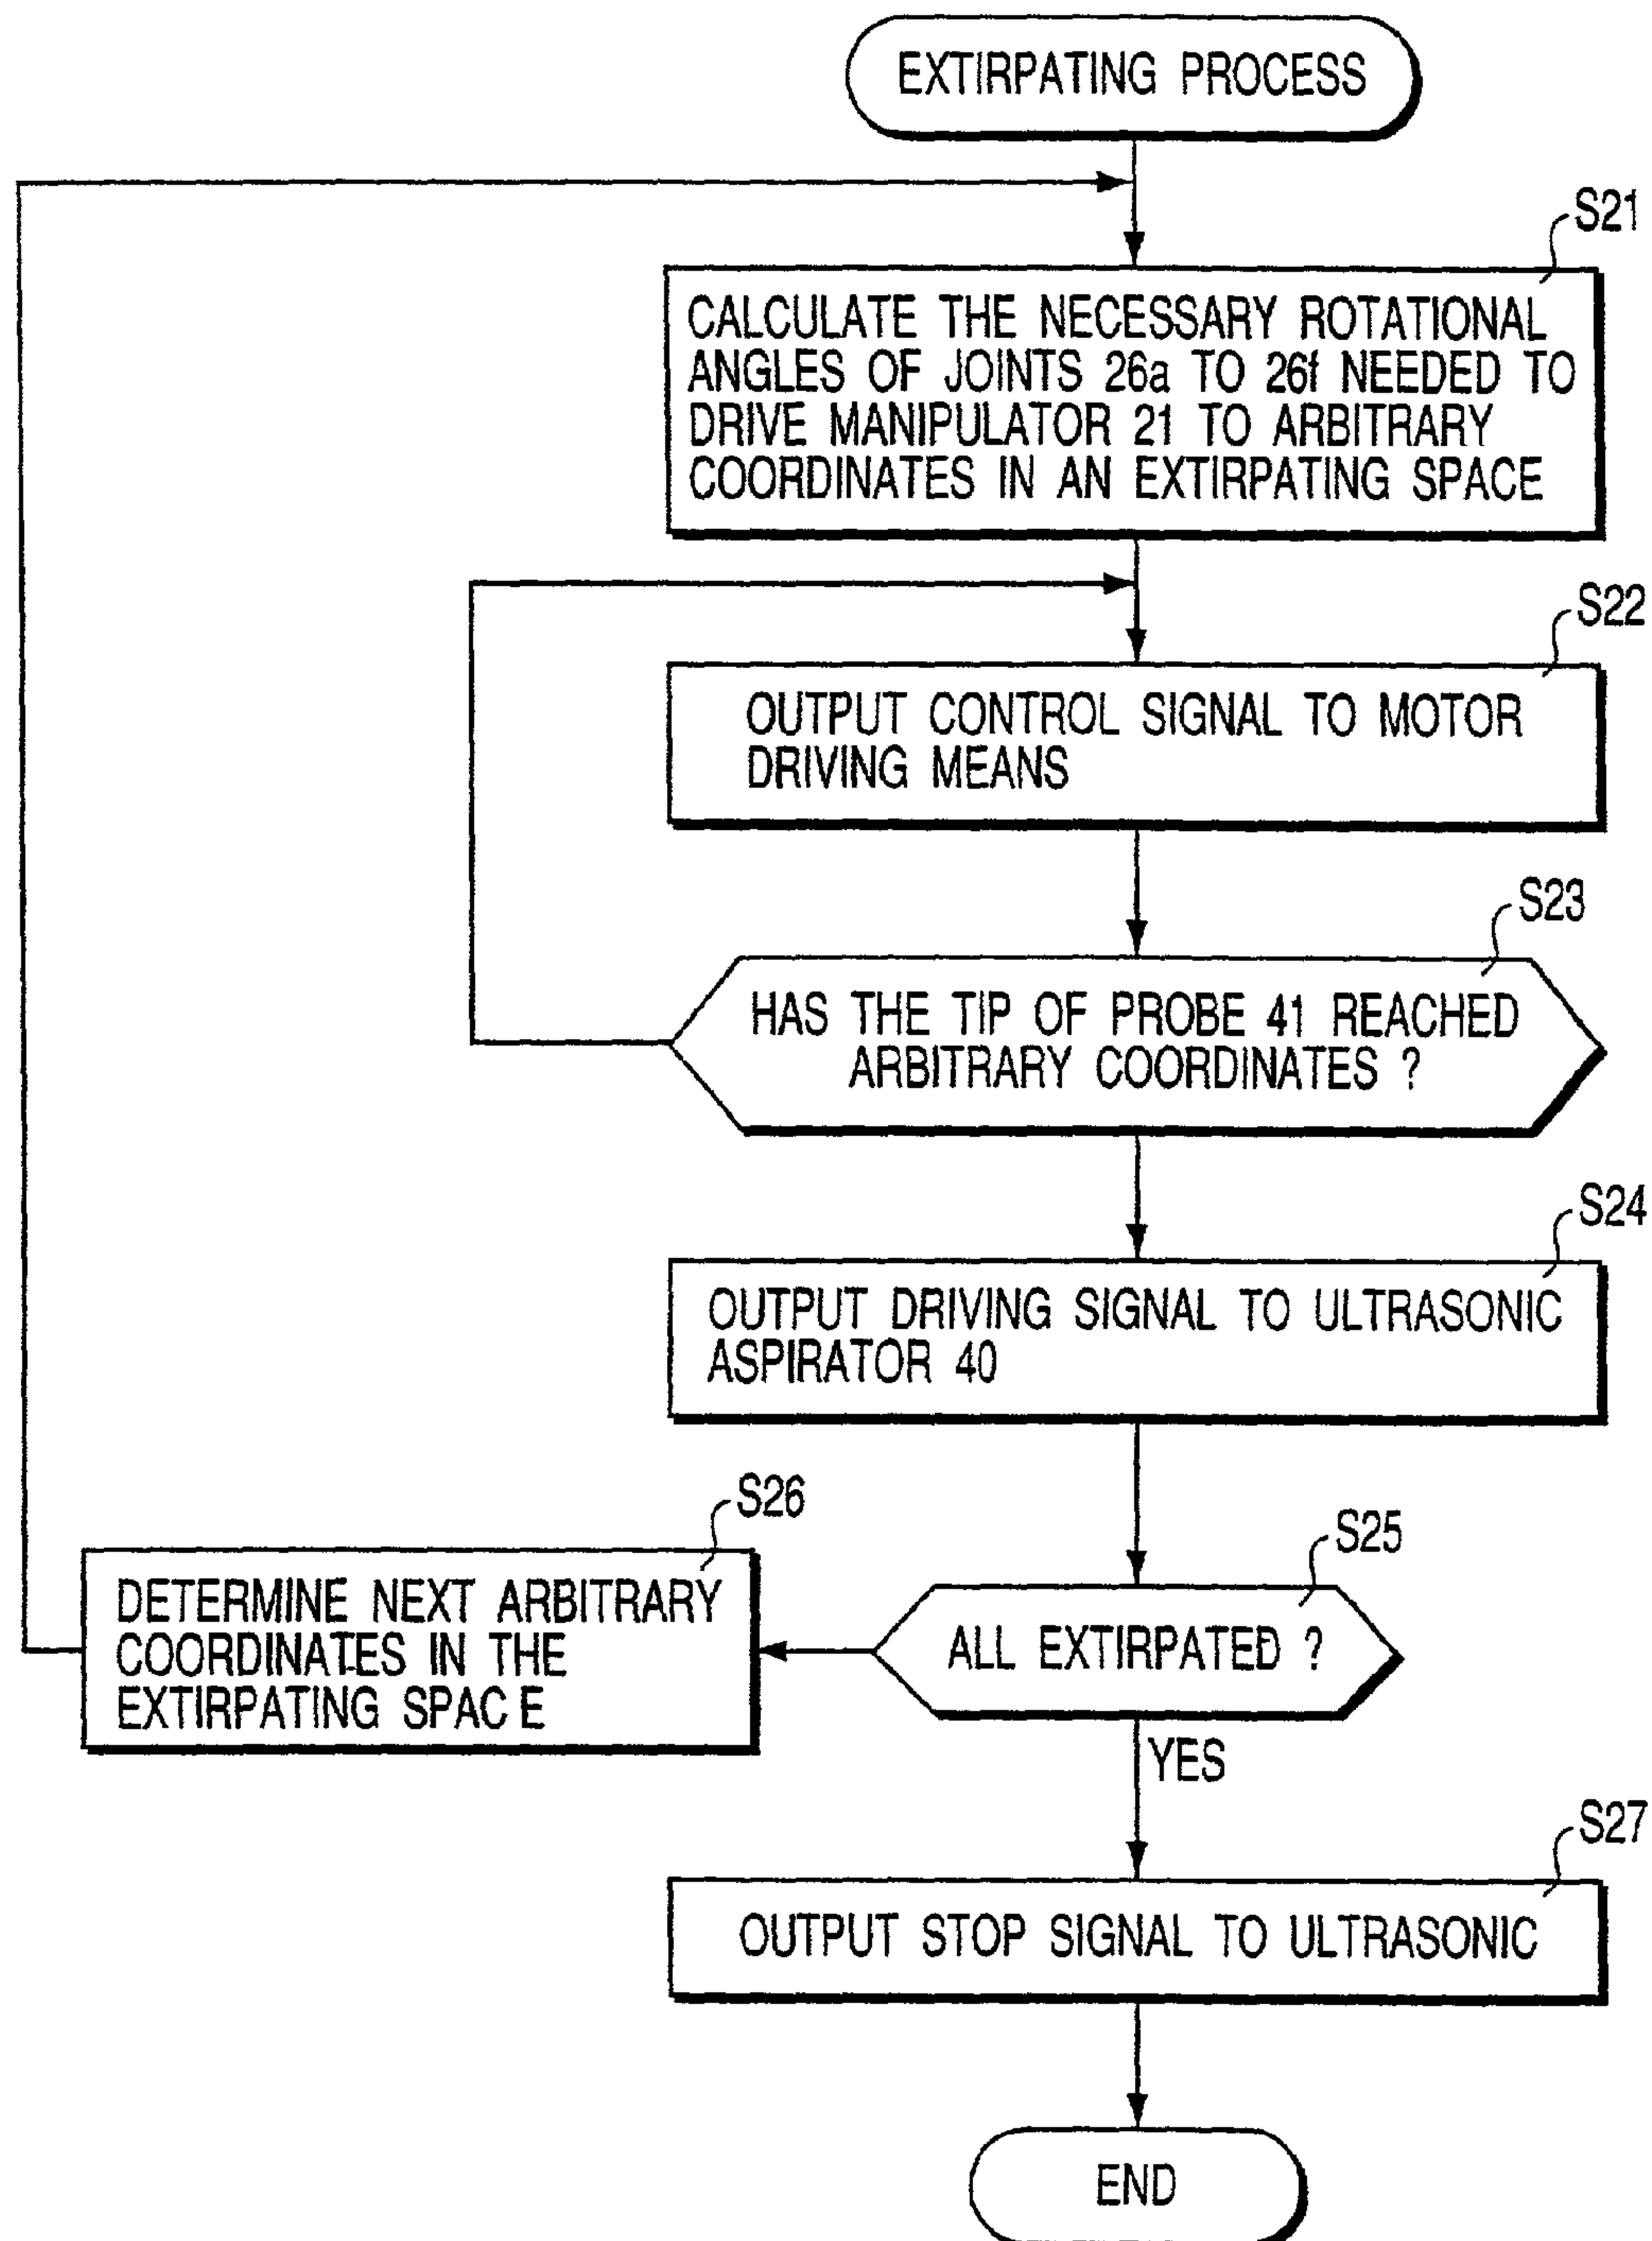 EXTIRPATING PROCESS
S21
CALCULATE THE NECESSARY ROTATIONAL
ANGLES OF JOINTS 26a TO 26f NEEDED TO
DRIVE MANIPULATOR 21 TO ARBITRARY
COORDINATES IN AN EXTIRPATING SPACE
S22
OUTPUT CONTROL SIGNAL TO MOTOR
DRIVING MEANS
S23
HAS THE TIP OF PROBE 41 REACHED
ARBITRARY COORDINATES ?
S24
OUTPUT DRIVING SIGNAL TO ULTRASONIC
ASPIRATOR 40
S26
DETERMINE NEXT ARBITRARY
COORDINATES IN THE
EXTIRPATING SPACE
S25
ALL EXTIRPATED ?
YES
S27
OUTPUT STOP SIGNAL TO ULTRASONIC
END